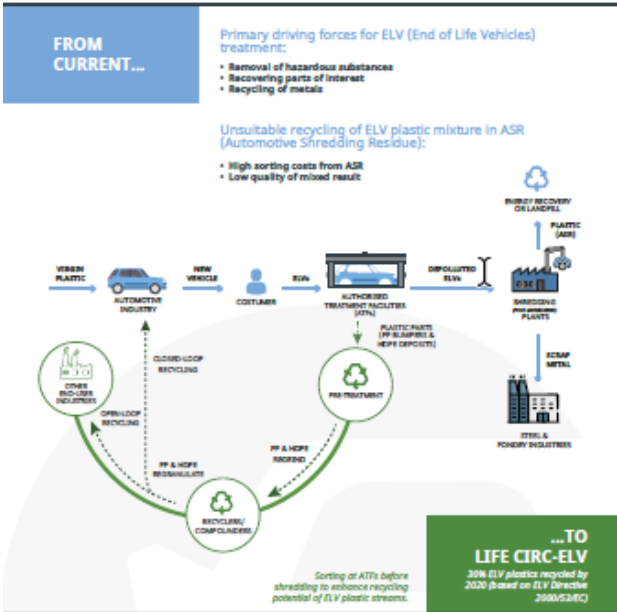 FROM
CURRENT...
Primary driving forces for ELV (End of Life Vehicles)
treatment:
• Removal of hazardous substances
• Recovering parts of interest
• Recycling of metals
Unsuitable recycling of ELV plastic mixture in ASR
(Automotive Shredding Residue):
• High sorting costs from ASR
• Low quality of mixed result
ENERGY RECOVERY
OR LANDFILL
PLASTIC
(ASR)
VIRGIN
PLASTIC
AUTOMOTIVE
INDUSTRY
NEW
VEHICLE
COSTUMER
ELVs
AUTHORISED
TREATMENT FACILITIES
(ATFs)
DEPOLLUTED
ELVs
SHREDDING
PLANTS
PLASTIC PARTS
(PP BUMPERS &
HDPE DEPOSITS)
SCRAP
METAL
CLOSED-LOOP
RECYCLING
OTHER
END-USER
INDUSTRIES
PRE-TREATMENT
OPEN-LOOP
RECYCLING
STEEL &
FONDRY INDUSTRIES
PP & HDPE
REGRIND
PP & HDPE
REGRANULATE
RECYCLERS/
COMPOUNDERS
...TO
LIFE CIRC-ELV
30% ELV plastics recycled by
2020 (based on ELV Directive
2000/53/EC)
Sorting at ATFs before
shredding to enhance recycling
potential of ELV plastic streams.